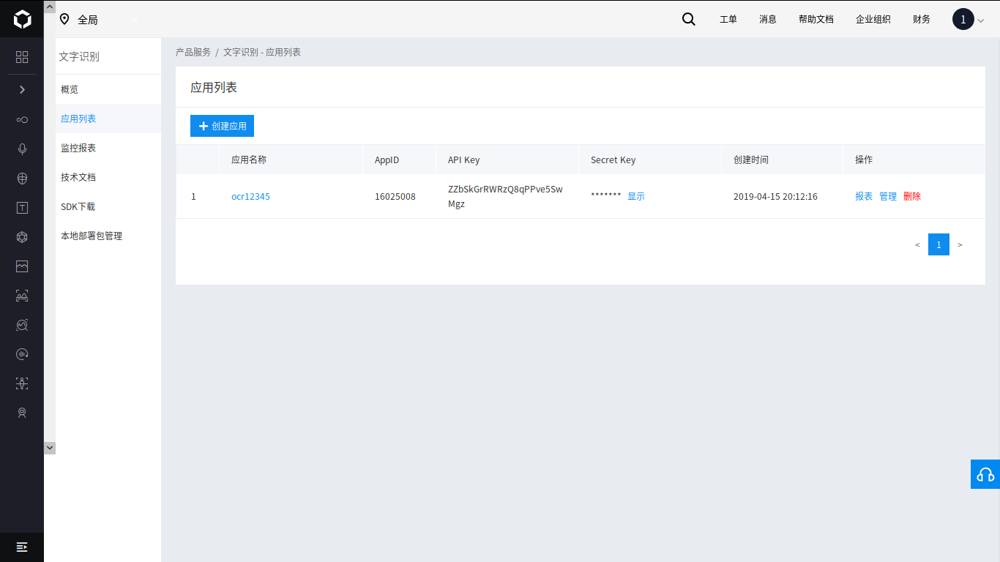 全局
工单 消息 帮助文档 企业组织 财务 1
文字识别
概览
应用列表
监控报表
技术文档
SDK下载
本地部署包管理
产品服务 / 文字识别 - 应用列表
应用列表
创建应用
应用名称 AppID API Key Secret Key 创建时间 操作
1 ocr12345 16025008 ZZbSkGrRWRzQ8qPPve5Sw ******* 显示 2019-04-15 20:12:16 报表 管理 删除
Mgz
< 1 >